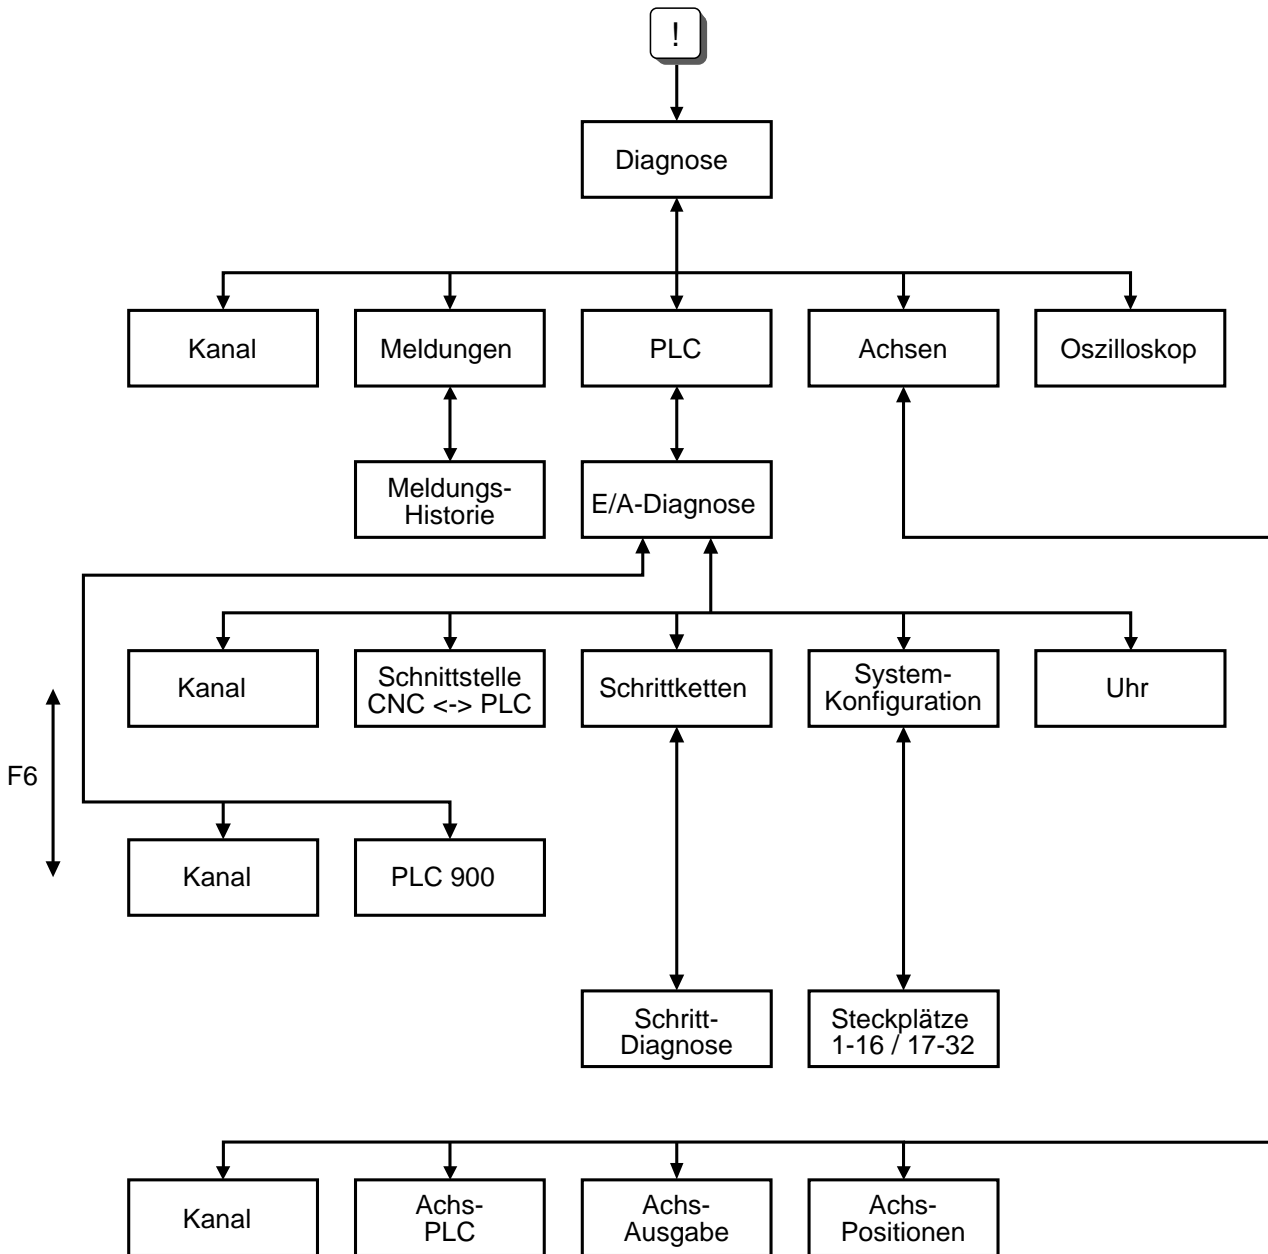 !
Diagnose
Kanal
Meldungen
PLC
Achsen
Oszilloskop
Meldungs-
Historie
E/A-Diagnose
Kanal
Schnittstelle
CNC <-> PLC
Schrittketten
System-
Konfiguration
Uhr
F6
Kanal
PLC 900
Schritt-
Diagnose
Steckplätze
1-16 / 17-32
Kanal
Achs-
PLC
Achs-
Ausgabe
Achs-
Positionen